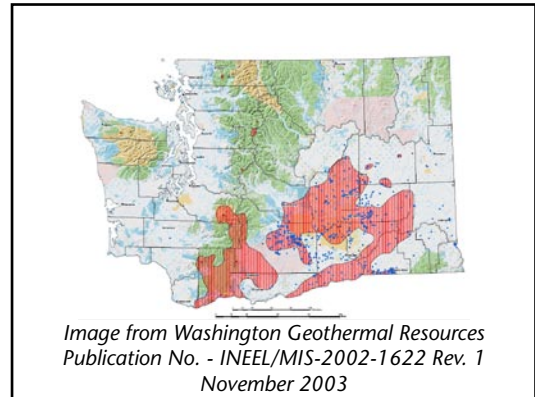 Image from Washington Geothermal Resources
Publication No. - INEEL/MIS-2002-1622 Rev. 1
November 2003